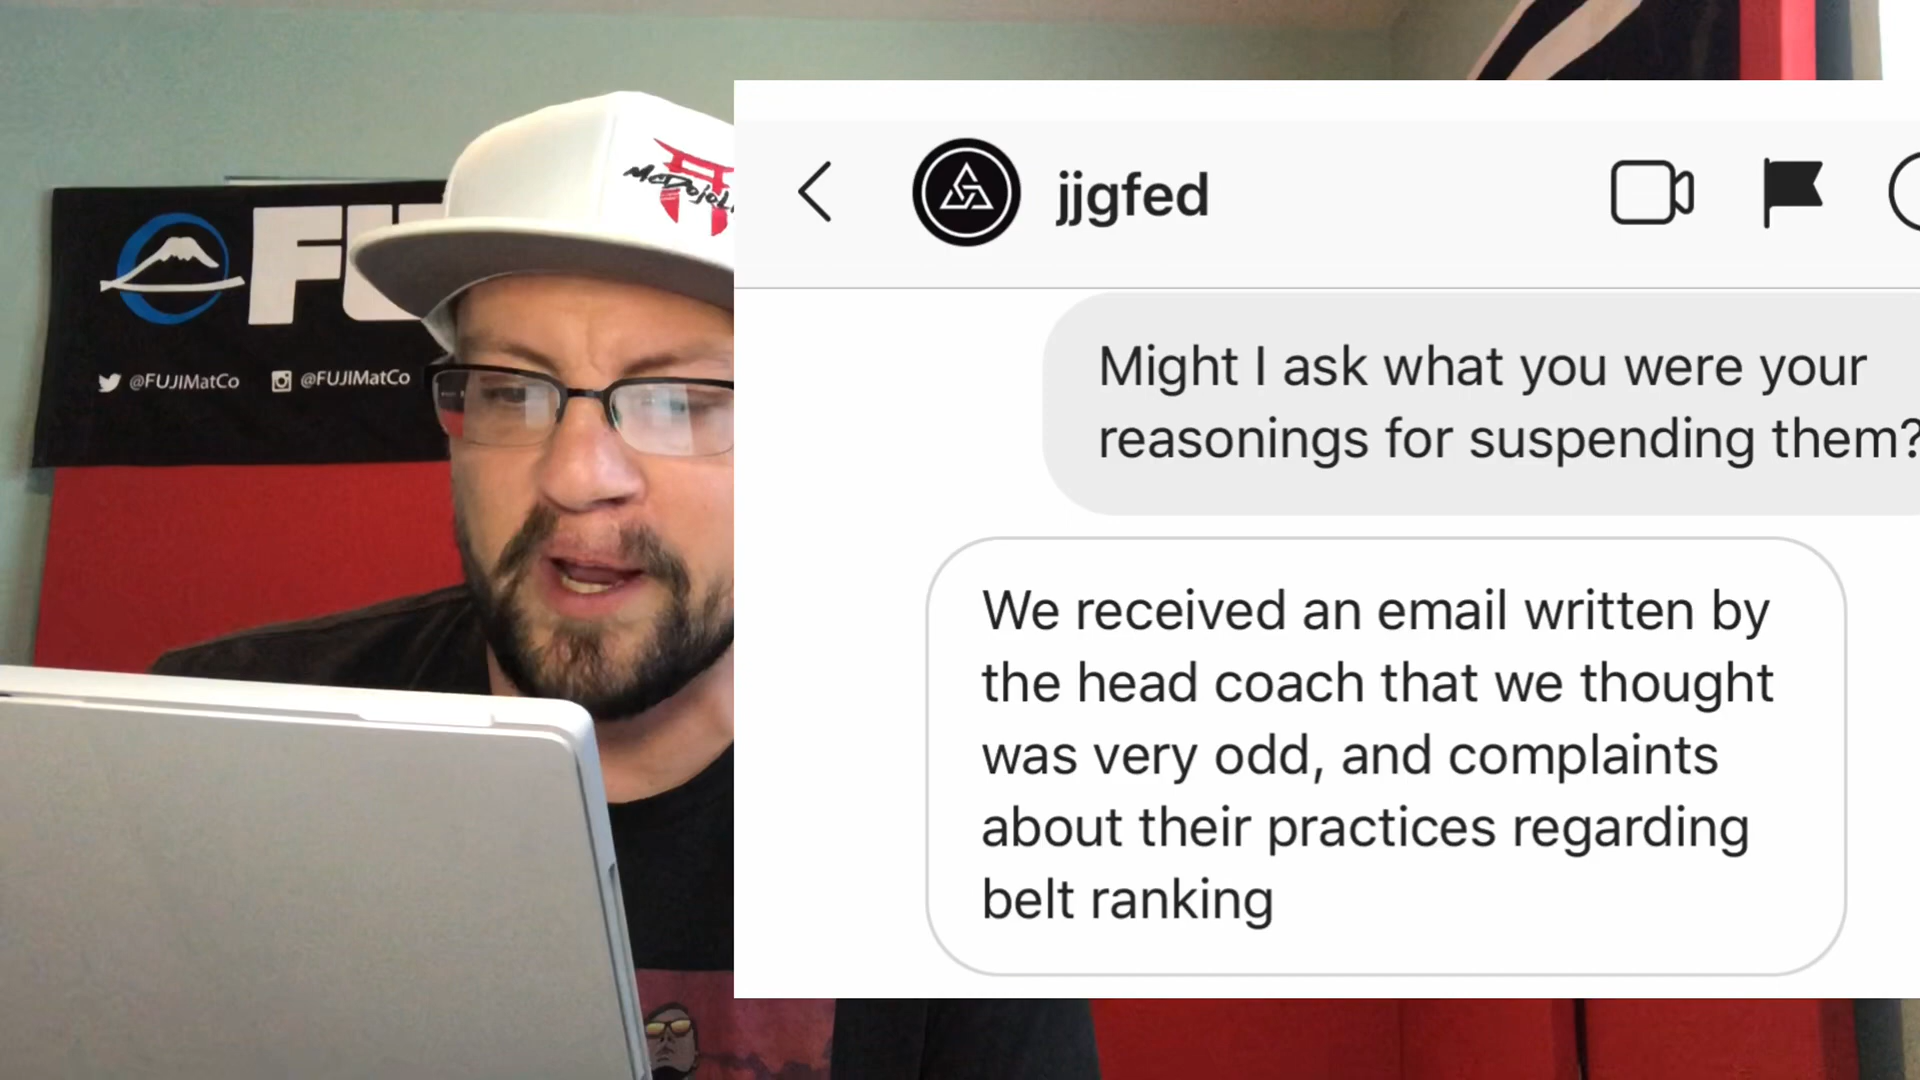 McDojoL
FU
@FUJIMatCo @FUJIMatCo
jjgfed
Might I ask what you were your
reasonings for suspending them?
We received an email written by
the head coach that we thought
was very odd, and complaints
about their practices regarding
belt ranking